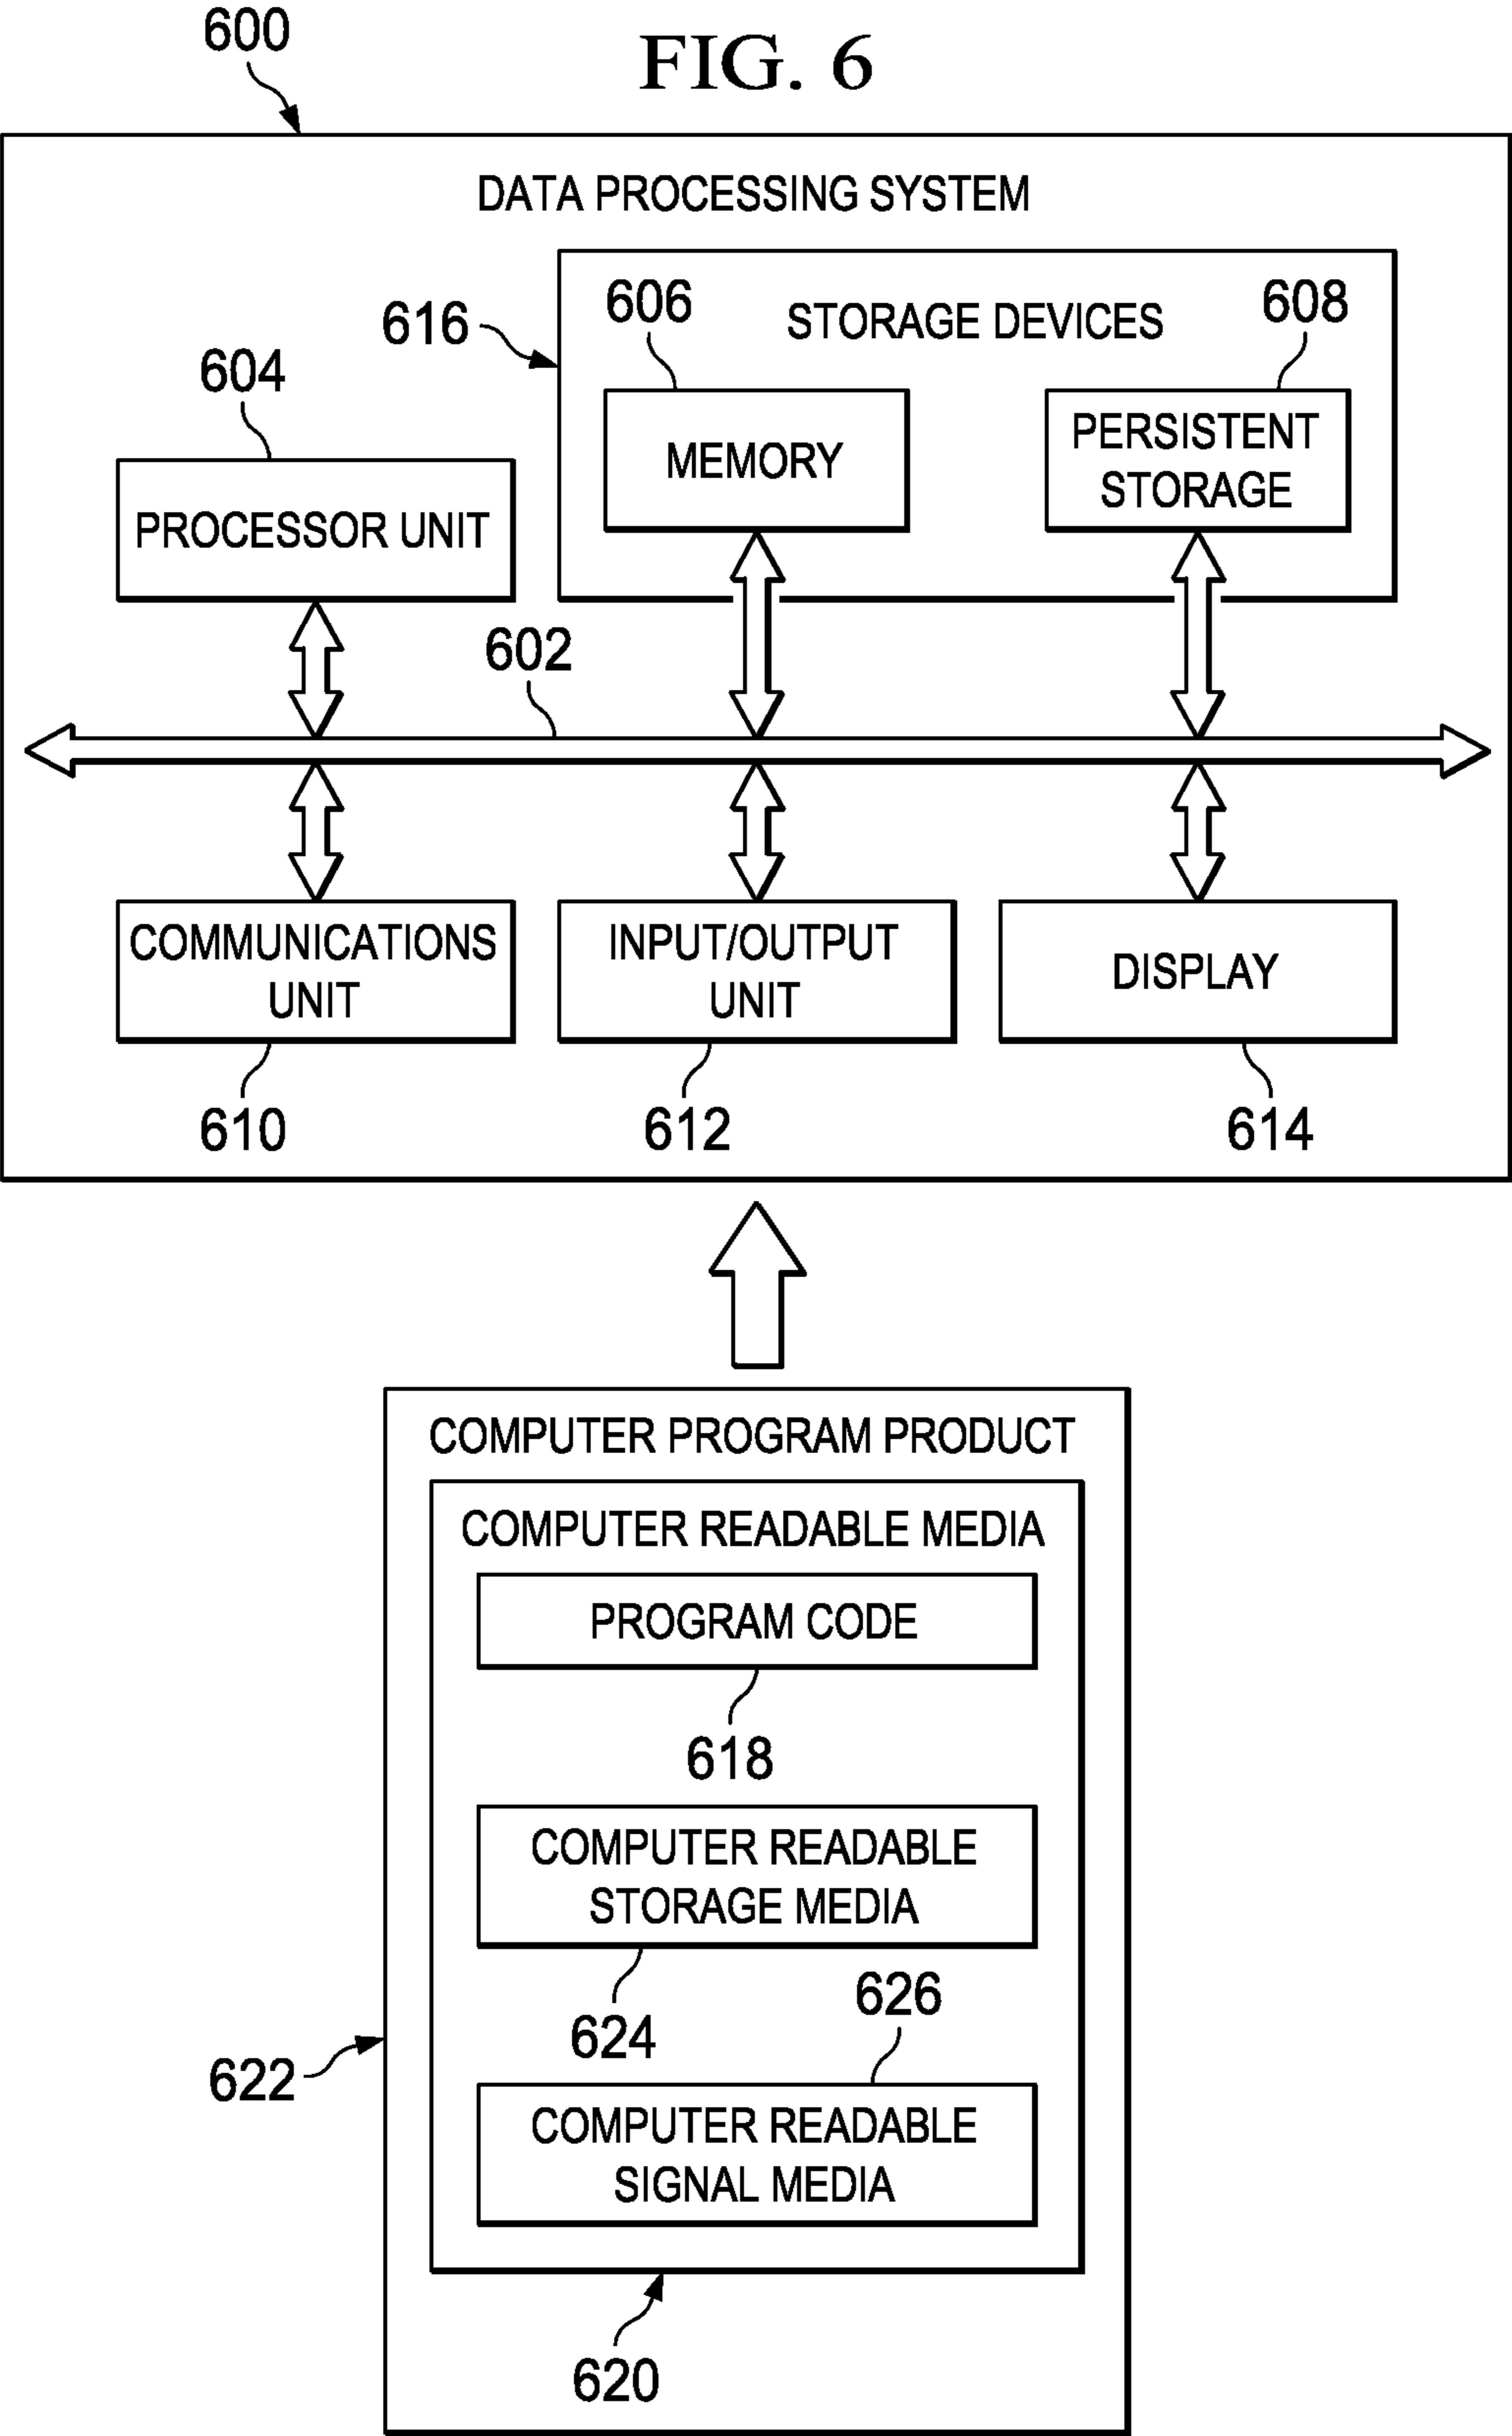 600
FIG. 6
DATA PROCESSING SYSTEM
616
606
STORAGE DEVICES
608
604
MEMORY
PERSISTENT
STORAGE
PROCESSOR UNIT
602
COMMUNICATIONS
UNIT
INPUT/OUTPUT
UNIT
DISPLAY
610
612
614
COMPUTER PROGRAM PRODUCT
COMPUTER READABLE MEDIA
PROGRAM CODE
618
COMPUTER READABLE
STORAGE MEDIA
624
626
622
COMPUTER READABLE
SIGNAL MEDIA
620